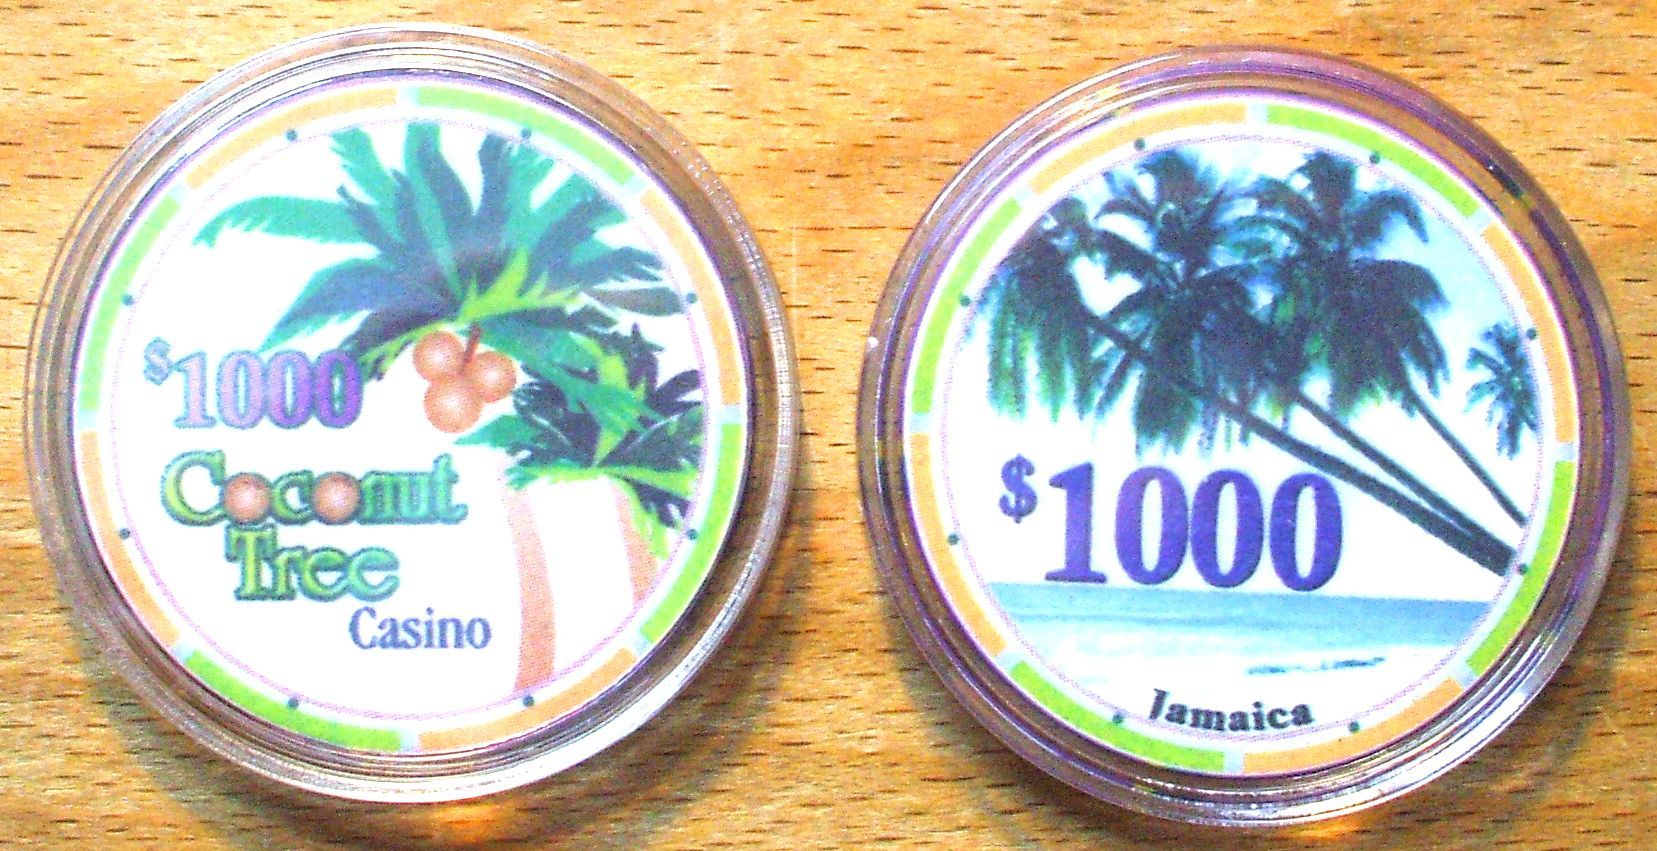 $1000
Coconut
Tree
Casino
$1000
Jamaica